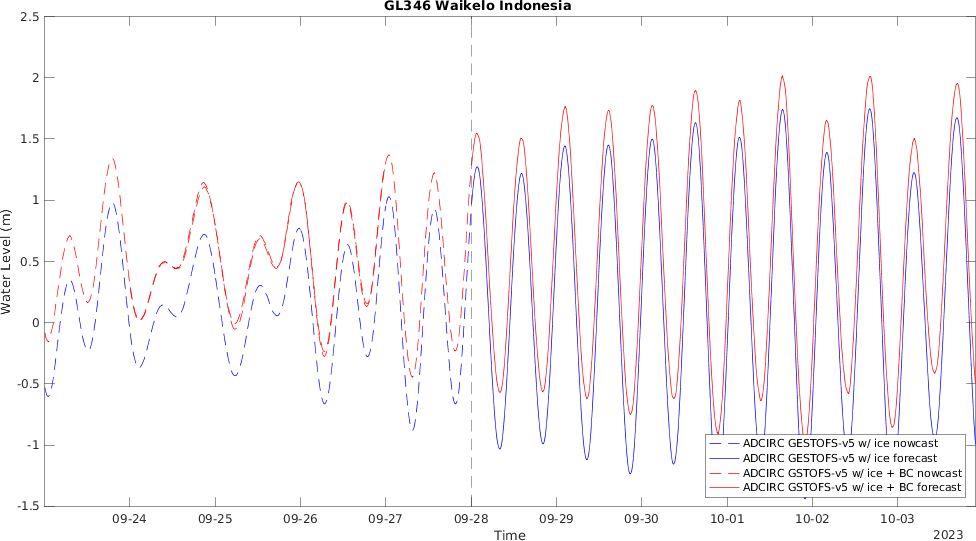 GL346 Waikelo Indonesia
2.5
2
1.5
1
0.5
0
-0.5
-1
-1.5
Water Level (m)
ADCIRC GESTOFS-v5 w/ ice nowcast
ADCIRC GESTOFS-v5 w/ ice forecast
ADCIRC GSTOFS-v5 w/ ice + BC nowcast
ADCIRC GSTOFS-v5 w/ ice + BC forecast
09-24 09-25 09-26 09-27 09-28 09-29 09-30 10-01 10-02 10-03
Time
2023